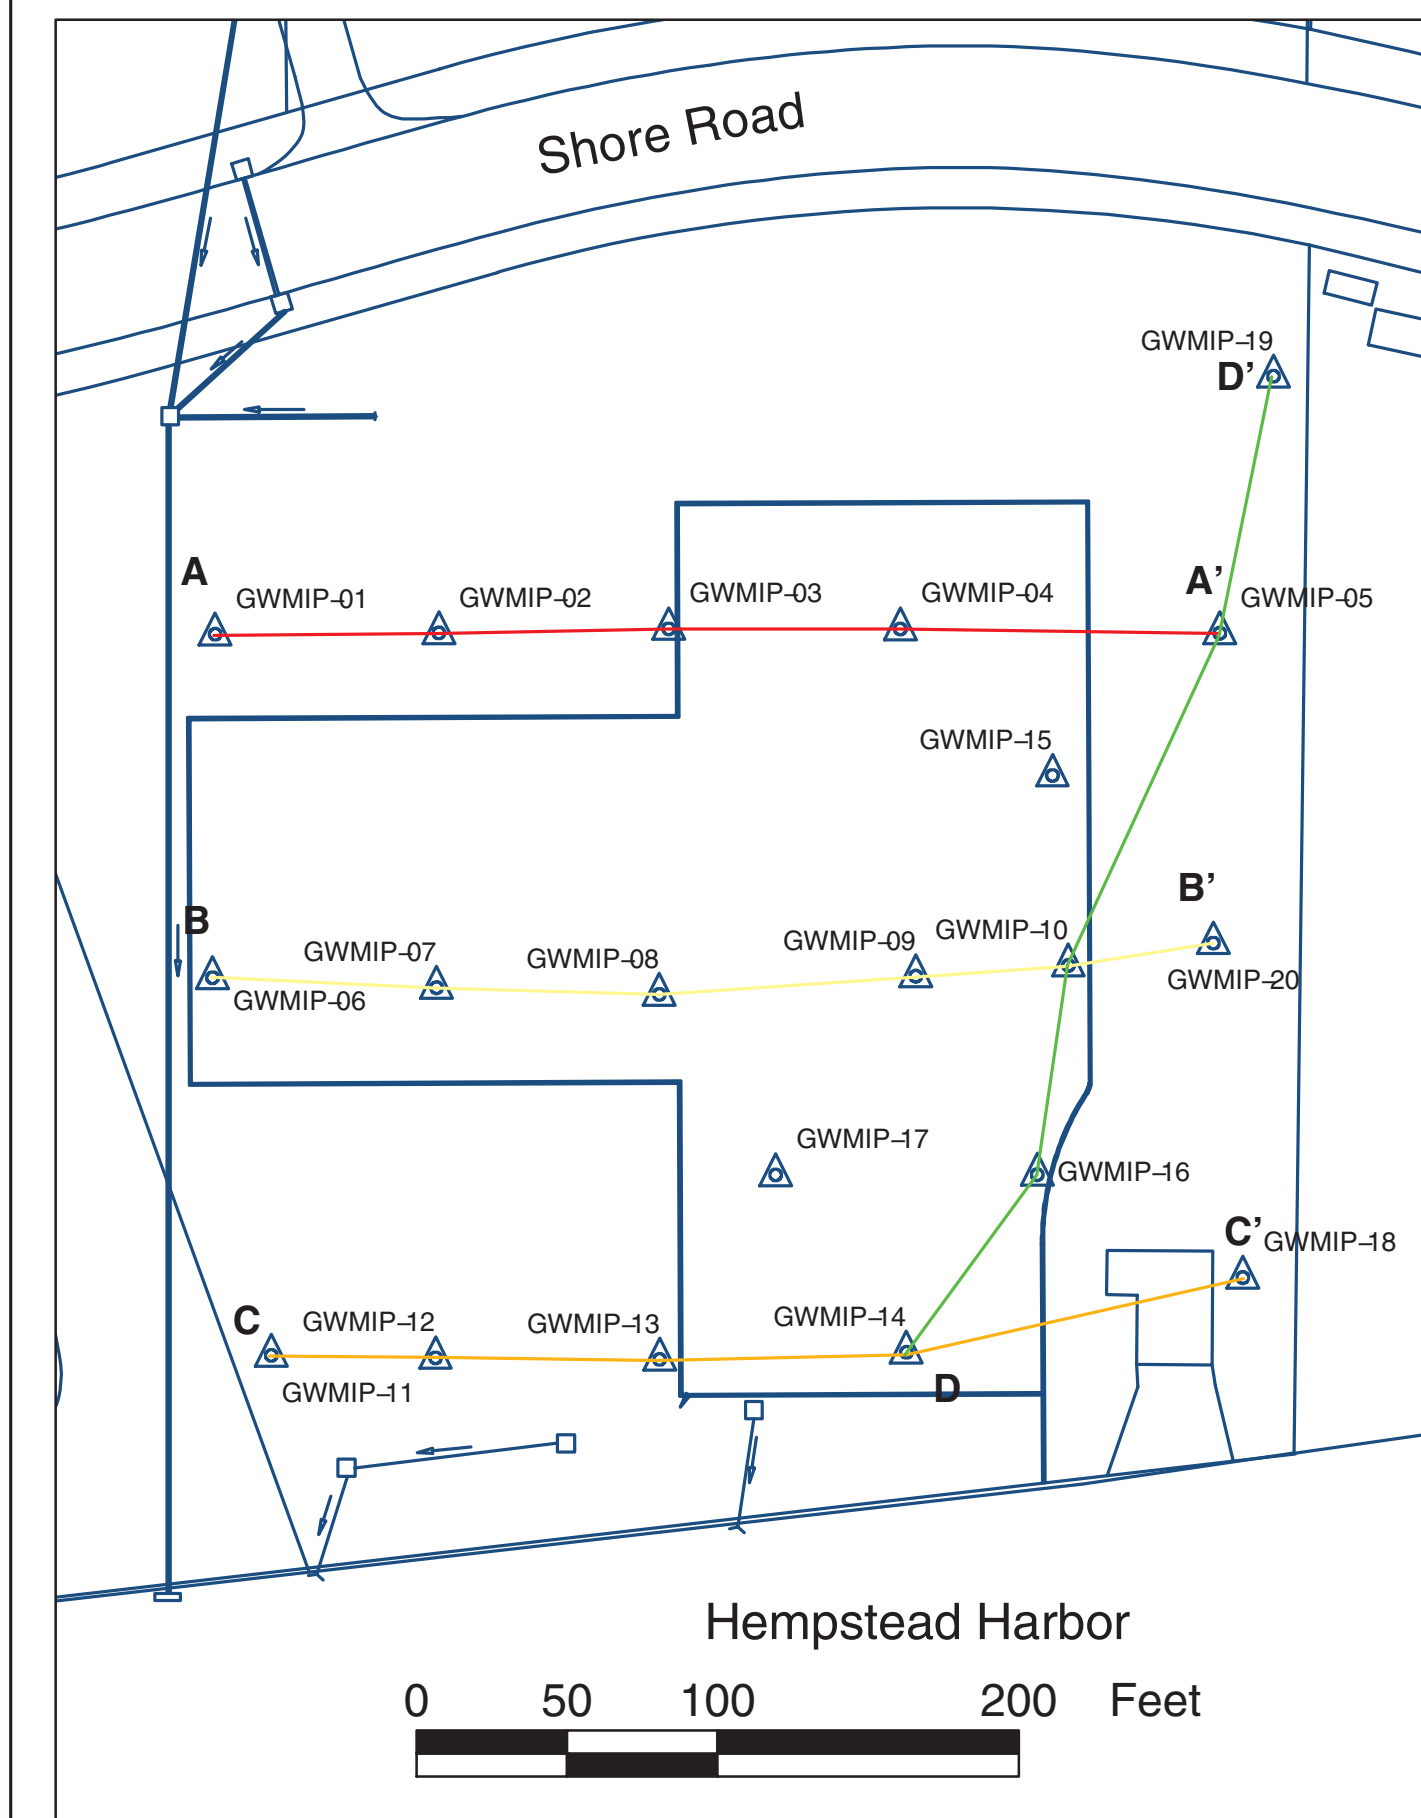 Shore Road
GWMIP-19
D’
A
A’
GWMIP-01
GWMIP-02
GWMIP-03
GWMIP-04
GWMIP-05
GWMIP-15
B’
B
GWMIP-07
GWMIP-08
GWMIP-09
GWMIP-10
GWMIP-06
GWMIP-20
GWMIP-17
GWMIP-16
C’
GWMIP-18
C
GWMIP-12
GWMIP-13
GWMIP-14
GWMIP-11
D
Hempstead Harbor
0 50 100 200 Feet